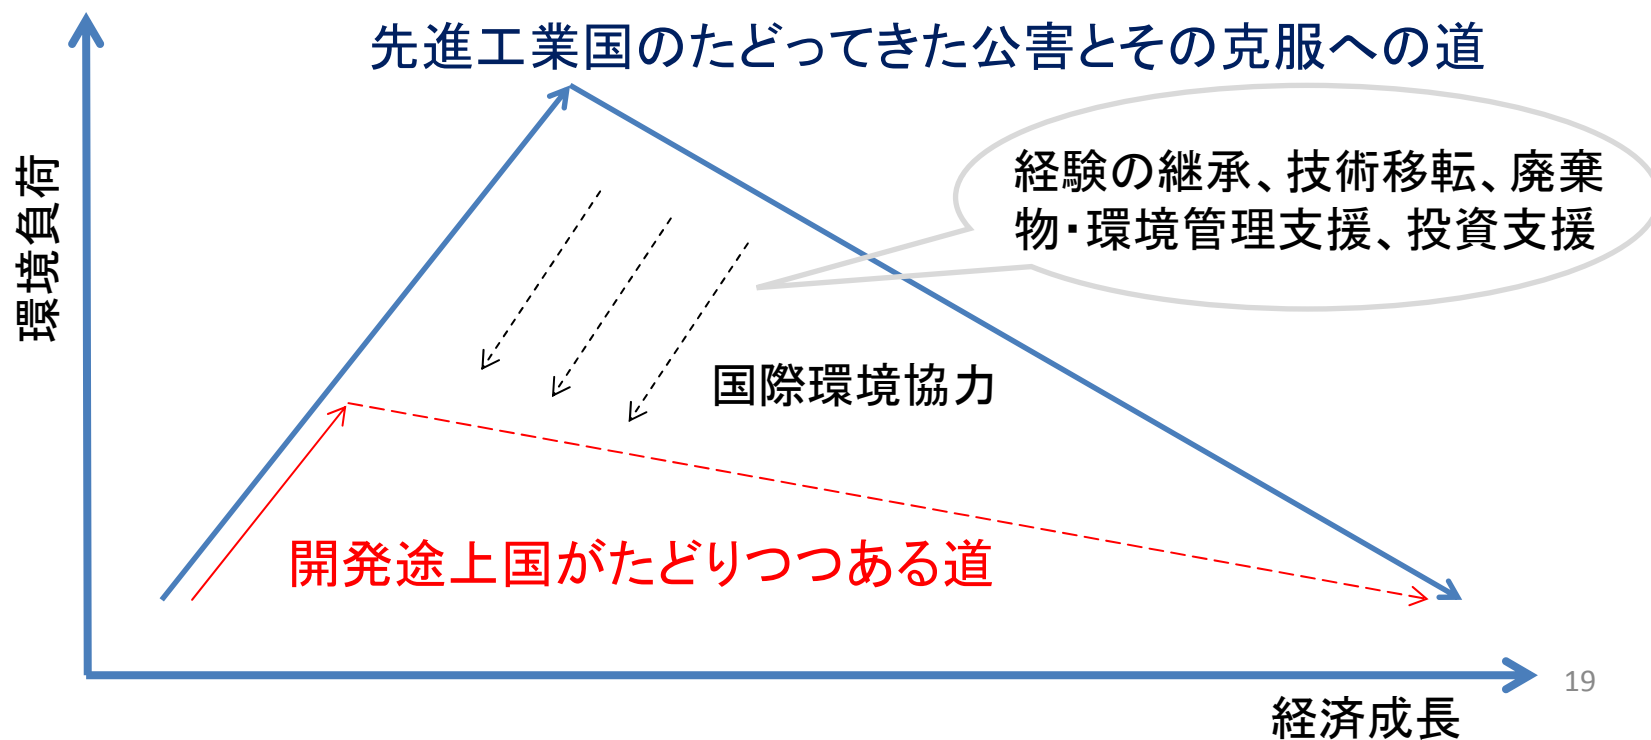 先進工業国のたどってきた公害とその克服への道
環境負荷
経験の継承、技術移転、廃棄
物・環境管理支援、投資支援
国際環境協力
開発途上国がたどりつつある道
19
経済成長